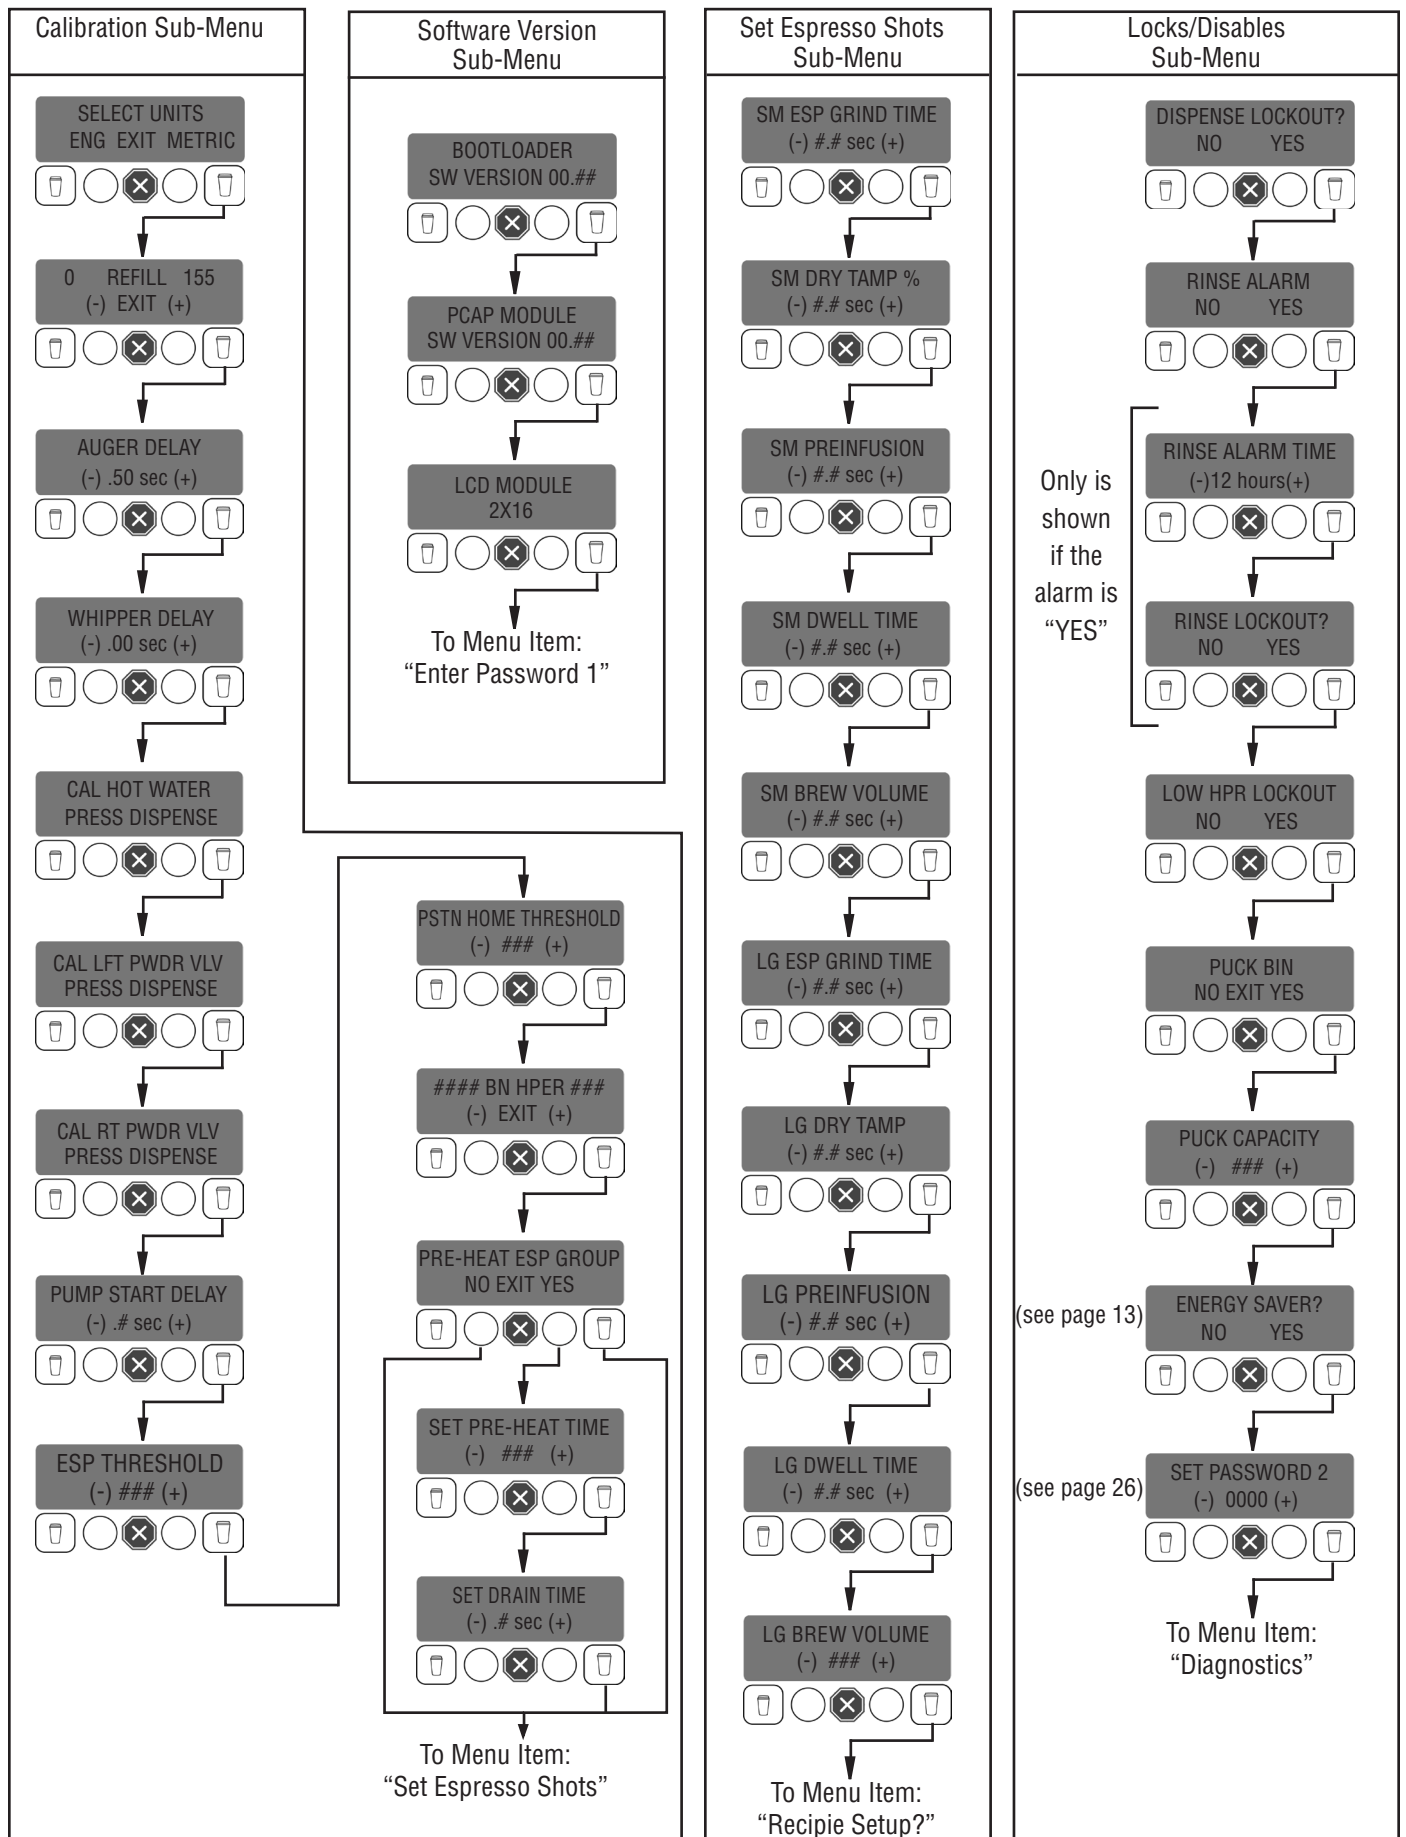 Calibration Sub-Menu
SELECT UNITS
ENG EXIT METRIC
0 REFILL 155
(-) EXIT (+)
AUGER DELAY
(-) .50 sec (+)
WHIPPER DELAY
(-) .00 sec (+)
CAL HOT WATER
PRESS DISPENSE
CAL LFT PWDR VLV
PRESS DISPENSE
CAL RT PWDR VLV
PRESS DISPENSE
PUMP START DELAY
(-) .# sec (+)
ESP THRESHOLD
(-) ### (+)
PSTN HOME THRESHOLD
(-) ### (+)
#### BN HPER ###
(-) EXIT (+)
PRE-HEAT ESP GROUP
NO EXIT YES
SET PRE-HEAT TIME
(-) ### (+)
SET DRAIN TIME
(-) .# sec (+)
To Menu Item:
“Set Espresso Shots”
Software Version
Sub-Menu
BOOTLOADER
SW VERSION 00.##
PCAP MODULE
SW VERSION 00.##
LCD MODULE
2X16
To Menu Item:
“Enter Password 1”
Set Espresso Shots
Sub-Menu
SM ESP GRIND TIME
(-) #.# sec (+)
SM DRY TAMP %
(-) #.# sec (+)
SM PREINFUSION
(-) #.# sec (+)
SM DWELL TIME
(-) #.# sec (+)
SM BREW VOLUME
(-) #.# sec (+)
LG ESP GRIND TIME
(-) #.# sec (+)
LG DRY TAMP
(-) #.# sec (+)
LG PREINFUSION
(-) #.# sec (+)
LG DWELL TIME
(-) #.# sec (+)
LG BREW VOLUME
(-) ### (+)
To Menu Item:
“Recipie Setup?”
Locks/Disables
Sub-Menu
DISPENSE LOCKOUT?
NO YES
RINSE ALARM
NO YES
Only is
shown
if the
alarm is
“YES”
RINSE ALARM TIME
(-)12 hours(+)
RINSE LOCKOUT?
NO YES
LOW HPR LOCKOUT
NO YES
PUCK BIN
NO EXIT YES
PUCK CAPACITY
(-) ### (+)
(see page 13)
ENERGY SAVER?
NO YES
(see page 26)
SET PASSWORD 2
(-) 0000 (+)
To Menu Item:
“Diagnostics”